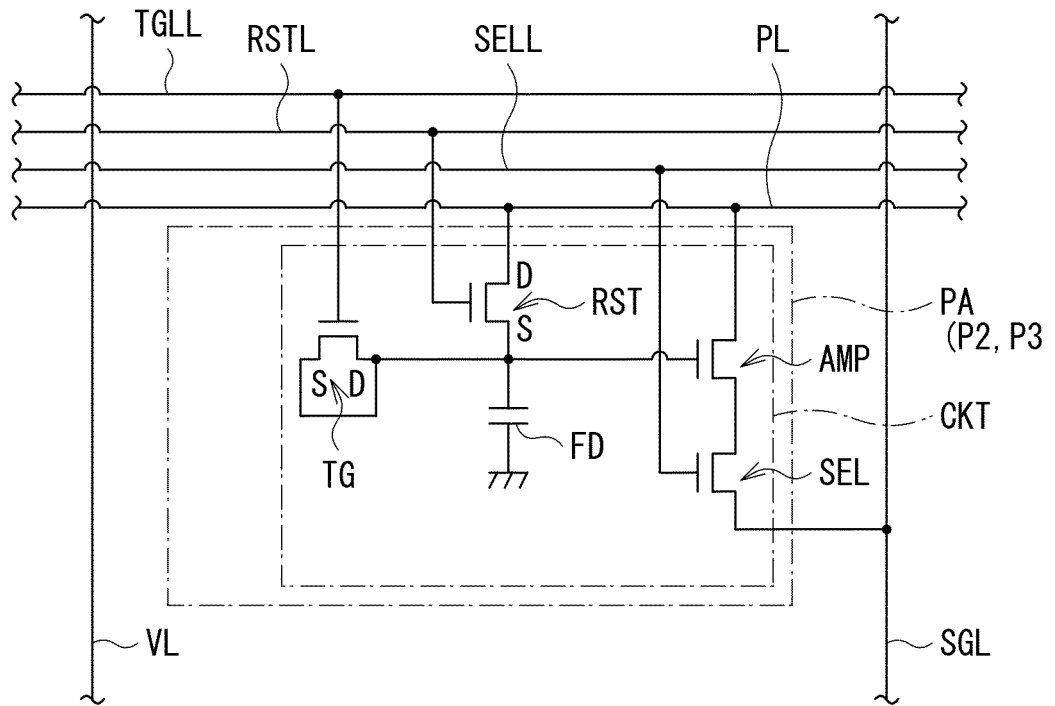 TGLL
RSTL
SELL
PL
D
S
RST
PA
(P2, P3
S D
AMP
CKT
TG
FD
SEL
VL
SGL